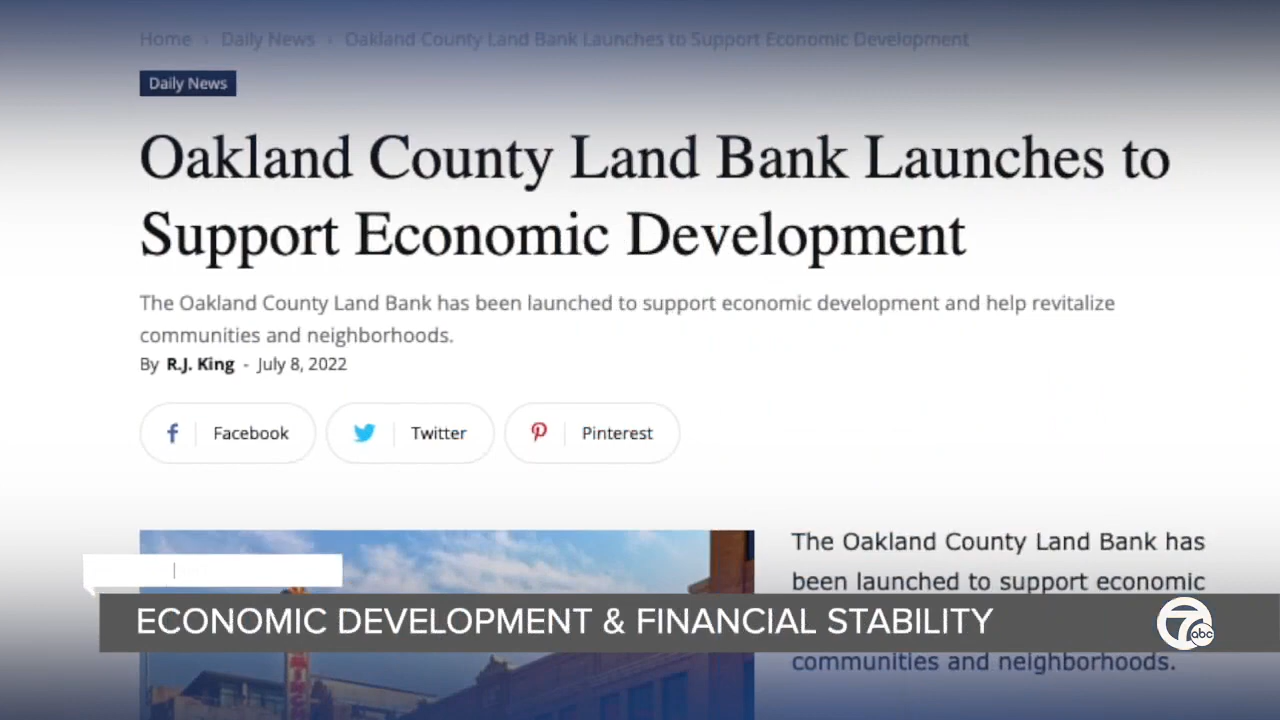 Home › Daily News › Oakland County Land Bank Launches to Support Economic Development
Daily News
Oakland County Land Bank Launches to
Support Economic Development
The Oakland County Land Bank has been launched to support economic development and help revitalize
communities and neighborhoods.
By R.J. King - July 8, 2022
Facebook
Twitter
Pinterest
The Oakland County Land Bank has
been launched to support economic
communities and neighborhoods.
ECONOMIC DEVELOPMENT & FINANCIAL STABILITY
7 abc